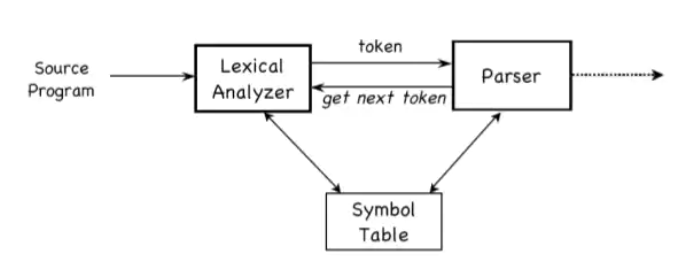 Source
Program
Lexical
Analyzer
token
get next token
Parser
Symbol
Table